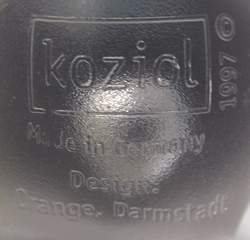 koziol
© 1997
Made in Germany
Design:
Orange. Darmstadt